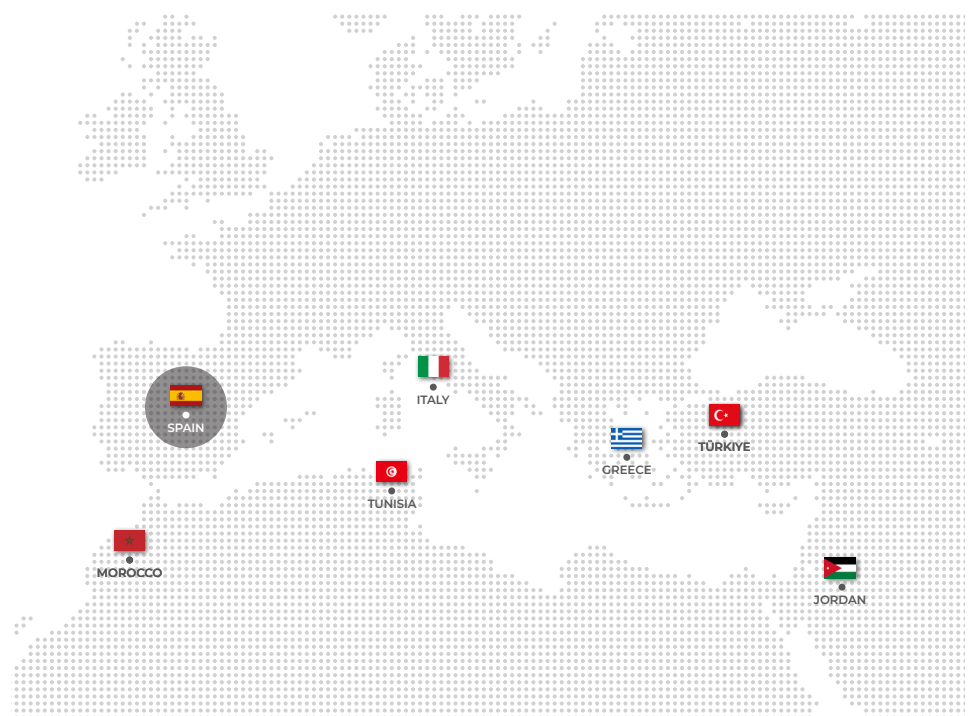 ITALY
SPAIN
TÜRKIYE
GREECE
TUNISIA
MOROCCO
JORDAN